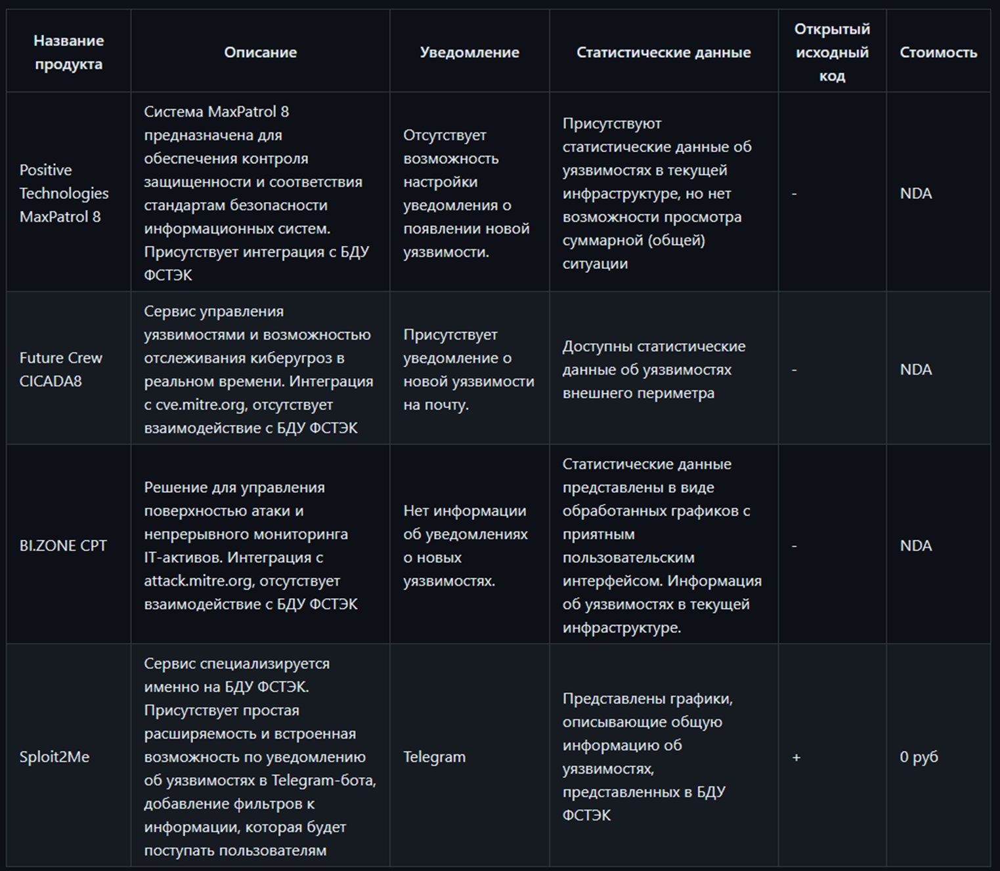 Название
продукта
Описание
Уведомление
Статистические данные
Открытый
исходный
код
Стоимость
Positive
Technologies
MaxPatrol 8
Система MaxPatrol 8
предназначена для
обеспечения контроля
защищенности и соответствия
стандартам безопасности
информационных систем.
Присутствует интеграция с БДУ
ФСТЭК
Отсутствует
возможность
настройки
уведомления о
появлении новой
уязвимости.
Присутствуют
статистические данные об
уязвимостях в текущей
инфраструктуре, но нет
возможности просмотра
суммарной (общей)
ситуации
-
NDA
Future Crew
CICADA8
Сервис управления
уязвимостями и возможностью
отслеживания киберугроз в
реальном времени. Интеграция
с cve.mitre.org, отсутствует
взаимодействие с БДУ ФСТЭК
Присутствует
уведомление о
новой уязвимости
на почту.
Доступны статистические
данные об уязвимостях
внешнего периметра
-
NDA
BI.ZONE CPT
Решение для управления
поверхностью атаки и
непрерывного мониторинга
IT-активов. Интеграция с
attack.mitre.org, отсутствует
взаимодействие с БДУ ФСТЭК
Нет информации
об уведомлениях
о новых
уязвимостях.
Статистические данные
представлены в виде
обработанных графиков с
приятным
пользовательским
интерфейсом. Информация
об уязвимостях в текущей
инфраструктуре.
-
NDA
Sploit2Me
Сервис специализируется
именно на БДУ ФСТЭК.
Присутствует простая
расширяемость и встроенная
возможность по уведомлению
об уязвимостях в Telegram-бота,
добавление фильтров к
информации, которая будет
поступать пользователям
Telegram
Представлены графики,
описывающие общую
информацию об
уязвимостях,
представленных в БДУ
ФСТЭК
+
0 руб